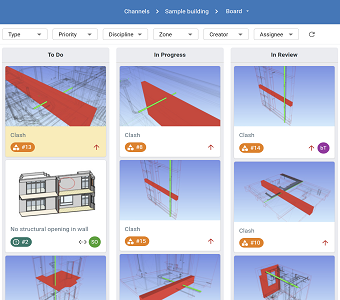 Channels > Sample building > Board
Type Priority Discipline Zone Creator Assignee
To Do In Progress In Review
Clash
#13
Clash
#8
Clash
#14 ST
No structural opening in wall
#2 SO
Clash
#15
Clash
#10